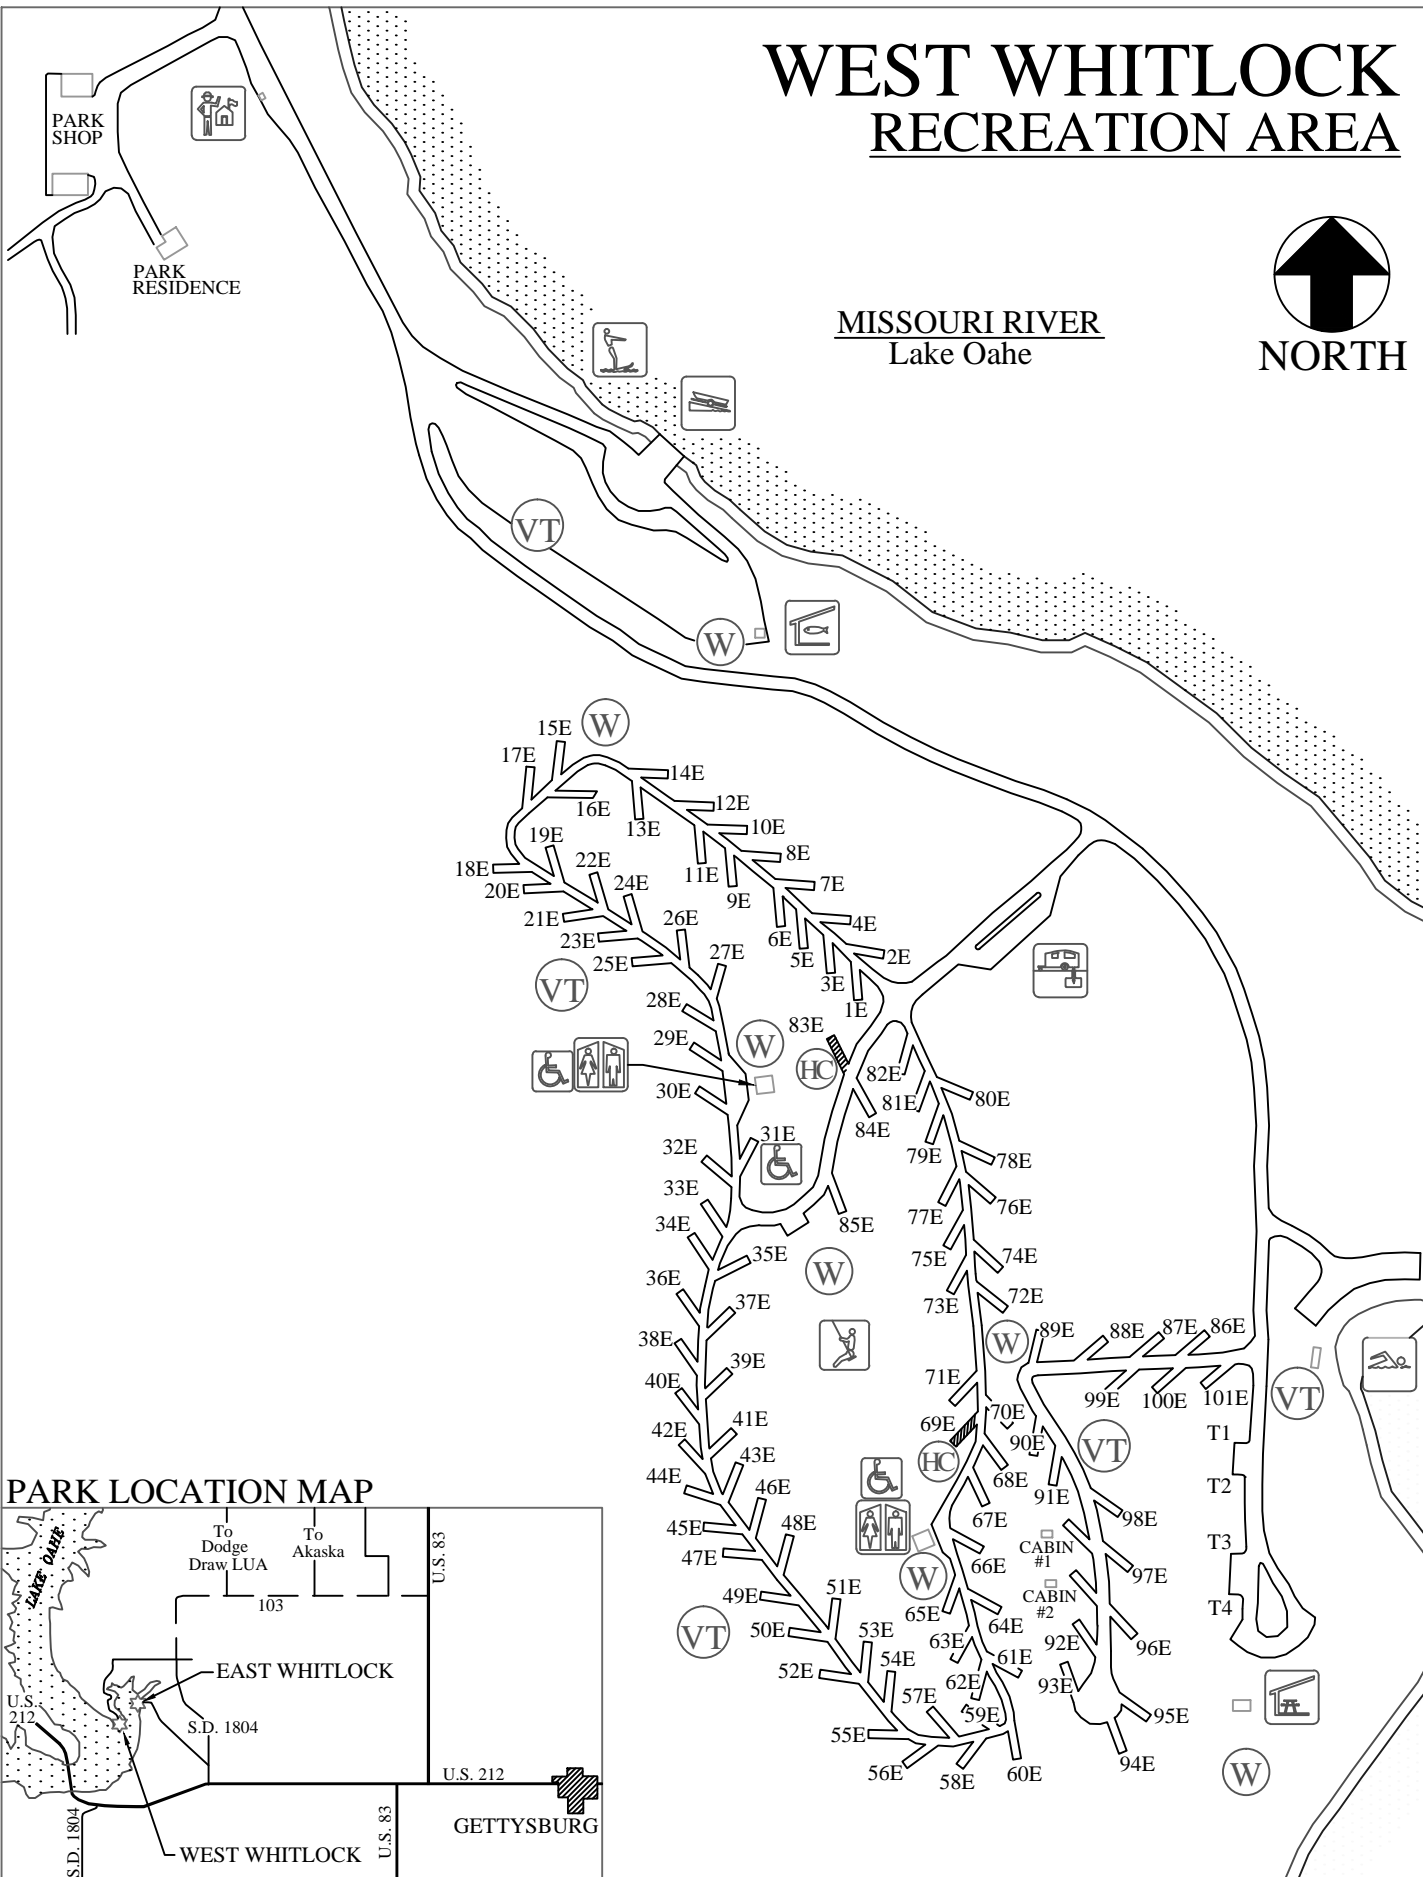 WEST WHITLOCK
RECREATION AREA
PARK
SHOP
PARK
RESIDENCE
MISSOURI RIVER
Lake Oahe
NORTH
VT
W
15E
W
17E
14E
16E
12E
13E
10E
19E
8E
22E
18E
11E
7E
24E
20E
9E
4E
21E
26E
6E
23E
27E
5E
2E
25E
3E
VT
28E
1E
83E
29E
W
HC
82E
30E
81E
80E
31E
84E
32E
79E
78E
33E
77E
76E
34E
85E
35E
75E
74E
36E
W
73E
72E
37E
38E
W
89E
88E
87E
86E
39E
40E
71E
99E
100E
101E
VT
41E
69E
70E
42E
90E
T1
43E
HC
VT
44E
46E
68E
91E
T2
45E
48E
67E
98E
47E
66E
CABIN
#1
T3
97E
49E
51E
W
CABIN
#2
T4
VT
50E
53E
65E
64E
92E
96E
52E
54E
63E
61E
57E
62E
93E
59E
95E
55E
56E
58E
60E
94E
W
PARK LOCATION MAP
LAKE OAHE
To
Dodge
Draw LUA
To
Akaska
U.S. 83
103
EAST WHITLOCK
U.S.
212
S.D. 1804
U.S. 212
GETTYSBURG
S.D. 1804
WEST WHITLOCK
U.S. 83